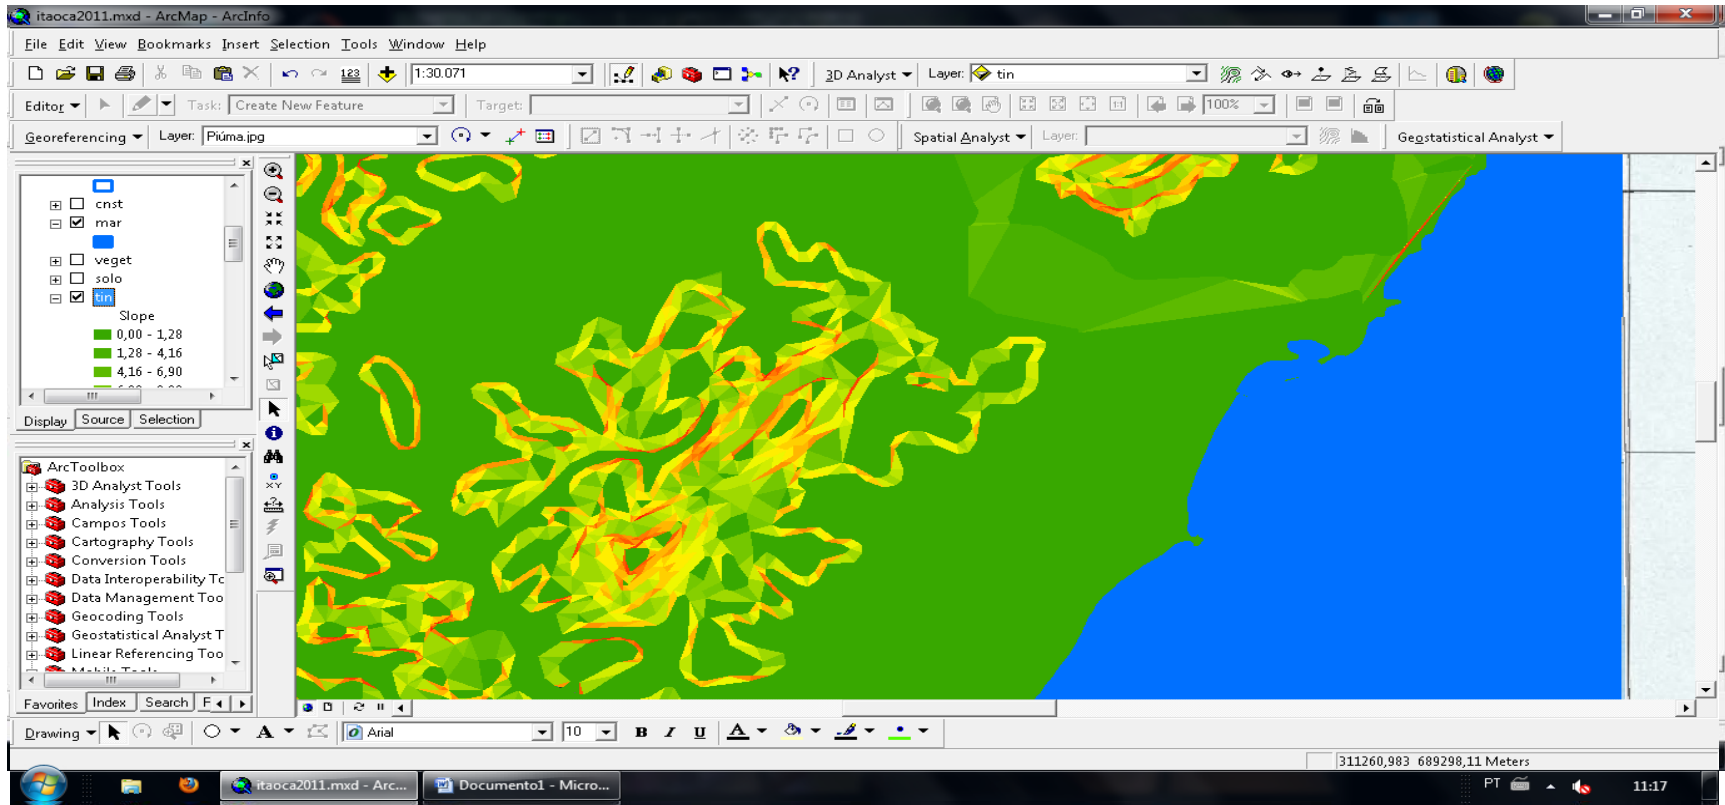 itaoca2011.mxd - ArcMap - ArcInfo
File Edit View Bookmarks Insert Selection Tools Window Help
1:30.071 3D Analyst Layer: tin
Editor Task: Create New Feature Target: 100%
Georeferencing Layer: Piúma.jpg Spatial Analyst Layer: Geostatistical Analyst
cnst
mar
veget
solo
tin
Slope
0,00 - 1,28
1,28 - 4,16
4,16 - 6,90
Display Source Selection
ArcToolbox
3D Analyst Tools
Analysis Tools
Campos Tools
Cartography Tools
Conversion Tools
Data Interoperability Tc
Data Management Too
Geocoding Tools
Geostatistical Analyst T
Linear Referencing Too
Favorites Index Search F
Drawing A Arial 10 B I U A
311260,983 689298,11 Meters
itaoca2011.mxd - Arc... Documento1 - Micro... PT 11:17